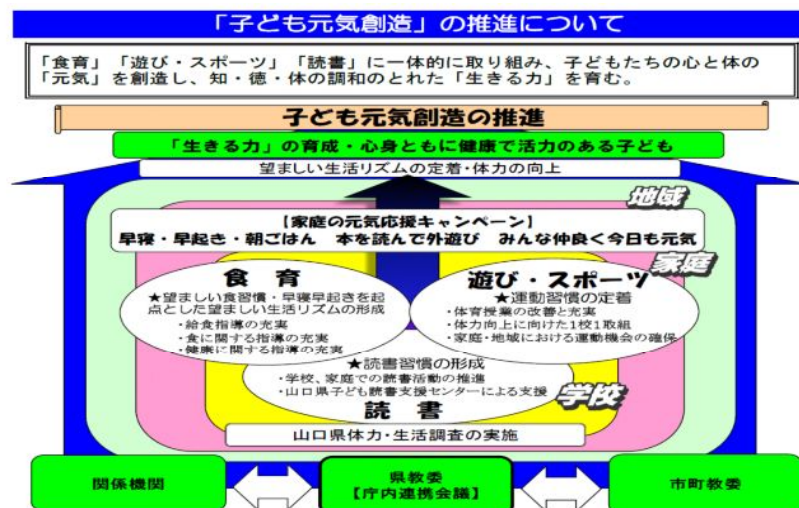 「子ども元気創造」の推進について
「食育」「遊び・スポーツ」「読書」に一体的に取り組み、子どもたちの心と体の
「元気」を創造し、知・徳・体の調和のとれた「生きる力」を育む。
子ども元気創造の推進
「生きる力」の育成・心身ともに健康で活力のある子ども
望ましい生活リズムの定着・体力の向上
地域
【家庭の元気応援キャンペーン】
早寝・早起き・朝ごはん 本を読んで外遊び みんな仲良く今日も元気
家庭
食 育
★望ましい食習慣・早寝早起きを起
点とした望ましい生活リズムの形成
・給食指導の充実
・食に関する指導の充実
・健康に関する指導の充実
遊び・スポーツ
★運動習慣の定着
・体育授業の改善と充実
・体力向上に向けた1校1取組
・家庭・地域における運動機会の確保
★読書習慣の形成
・学校、家庭での読書活動の推進
・山口県子ども読書支援センターによる支援
読 書
学校
山口県体力・生活調査の実施
関係機関
県教委
【庁内連携会議】
市町教委